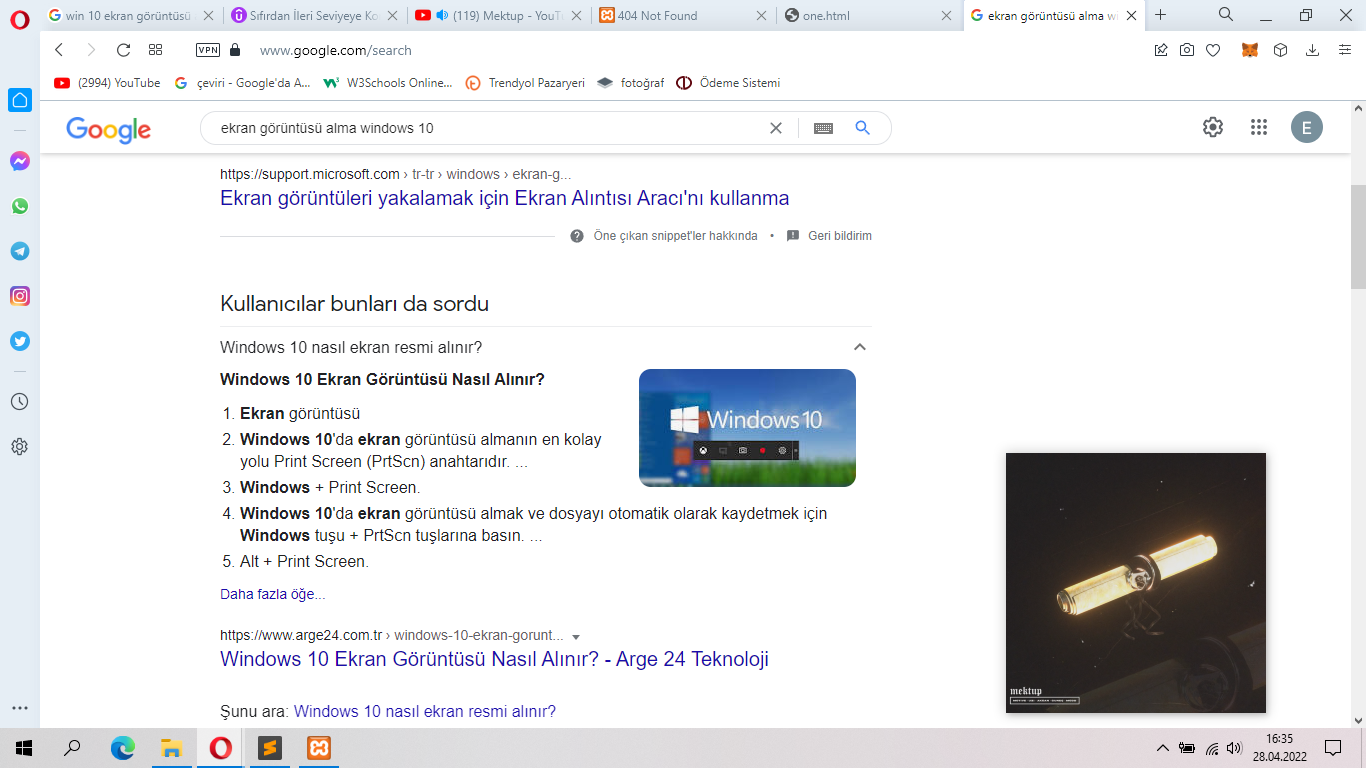 win 10 ekran görüntüsü
Sıfırdan İleri Seviyeye Ko
(119) Mektup - YouT
404 Not Found
one.html
ekran görüntüsü alma wi
VPN
www.google.com/search
(2994) YouTube
çeviri - Google'da A...
W3Schools Online...
Trendyol Pazaryeri
fotoğraf
Ödeme Sistemi
Google
ekran görüntüsü alma windows 10
E
https://support.microsoft.com › tr-tr › windows › ekran-g...
Ekran görüntüleri yakalamak için Ekran Alıntısı Aracı'nı kullanma
Öne çıkan snippet'ler hakkında • Geri bildirim
Kullanıcılar bunları da sordu
Windows 10 nasıl ekran resmi alınır?
Windows 10 Ekran Görüntüsü Nasıl Alınır?
Windows 10
1. Ekran görüntüsü
2. Windows 10'da ekran görüntüsü almanın en kolay
yolu Print Screen (PrtScn) anahtarıdır. ...
3. Windows + Print Screen.
4. Windows 10'da ekran görüntüsü almak ve dosyayı otomatik olarak kaydetmek için
Windows tuşu + PrtScn tuşlarına basın. ...
5. Alt + Print Screen.
Daha fazla öğe...
https://www.arge24.com.tr › windows-10-ekran-gorunt...
Windows 10 Ekran Görüntüsü Nasıl Alınır? - Arge 24 Teknoloji
Şunu ara: Windows 10 nasıl ekran resmi alınır?
mektup
16:35
28.04.2022